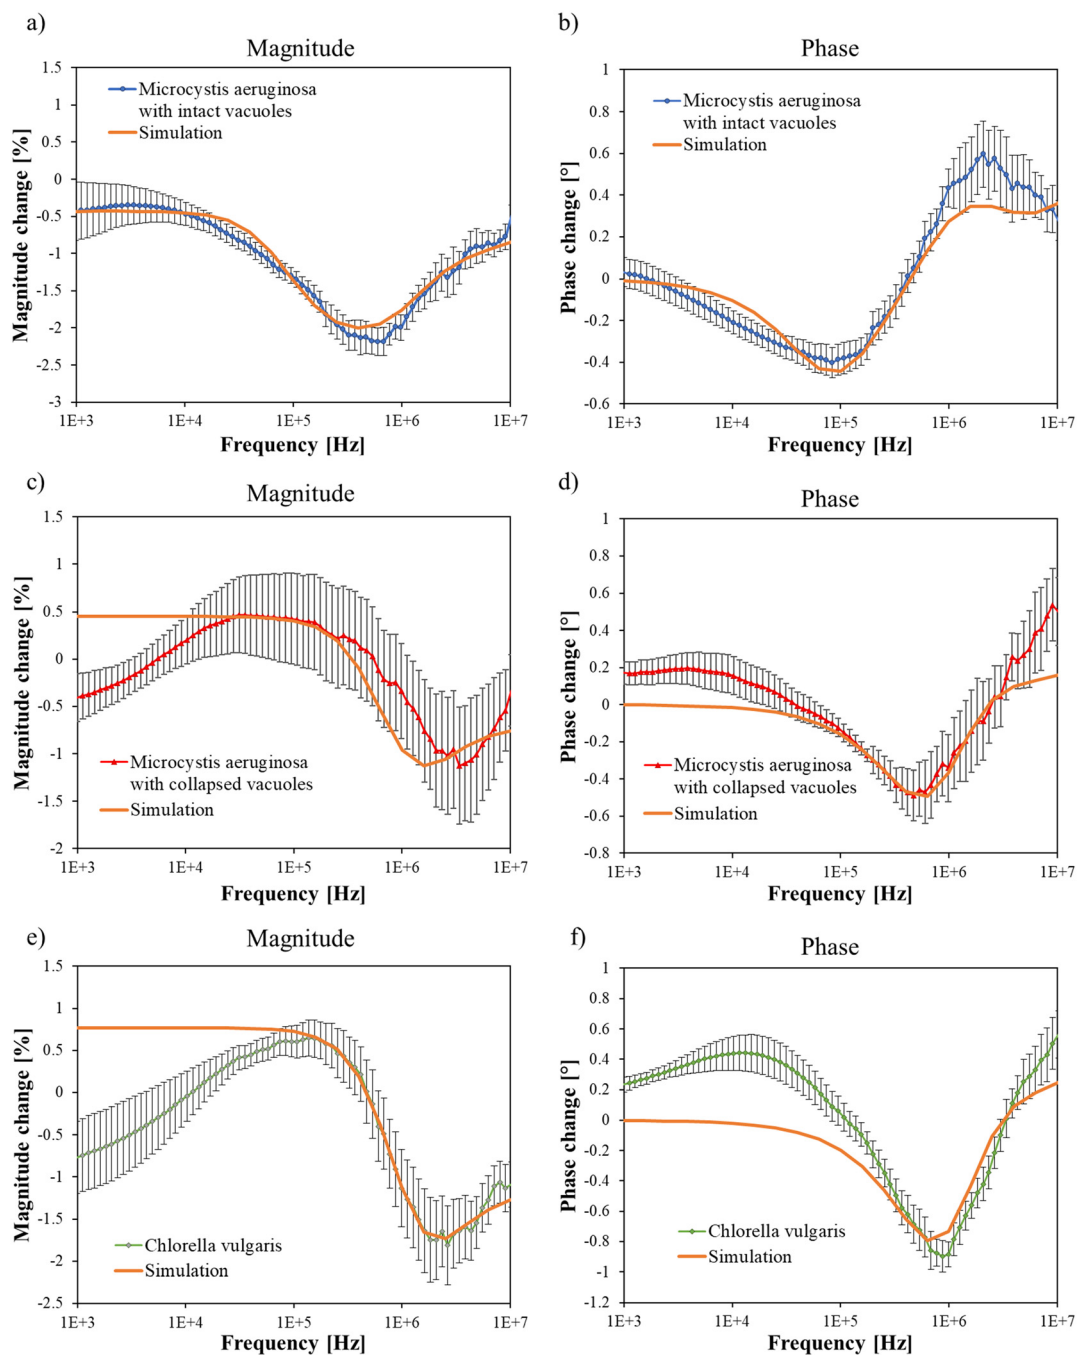 a)
Magnitude
Magnitude change [%]
1.5
1
0.5
0
-0.5
-1
-1.5
-2
-2.5
-3
Microcystis aeruginosa
with intact vacuoles
Simulation
1E+3 1E+4 1E+5 1E+6 1E+7
Frequency [Hz]
b)
Phase
Phase change [°]
1
0.8
0.6
0.4
0.2
0
-0.2
-0.4
-0.6
Microcystis aeruginosa
with intact vacuoles
Simulation
1E+3 1E+4 1E+5 1E+6 1E+7
Frequency [Hz]
c)
Magnitude
Magnitude change [%]
1.5
1
0.5
0
-0.5
-1
-1.5
-2
Microcystis aeruginosa
with collapsed vacuoles
Simulation
1E+3 1E+4 1E+5 1E+6 1E+7
Frequency [Hz]
d)
Phase
Phase change [°]
1
0.8
0.6
0.4
0.2
0
-0.2
-0.4
-0.6
-0.8
Microcystis aeruginosa
with collapsed vacuoles
Simulation
1E+3 1E+4 1E+5 1E+6 1E+7
Frequency [Hz]
e)
Magnitude
Magnitude change [%]
1.5
1
0.5
0
-0.5
-1
-1.5
-2
-2.5
Chlorella vulgaris
Simulation
1E+3 1E+4 1E+5 1E+6 1E+7
Frequency [Hz]
f)
Phase
Phase change [°]
1
0.8
0.6
0.4
0.2
0
-0.2
-0.4
-0.6
-0.8
-1
-1.2
Chlorella vulgaris
Simulation
1E+3 1E+4 1E+5 1E+6 1E+7
Frequency [Hz]